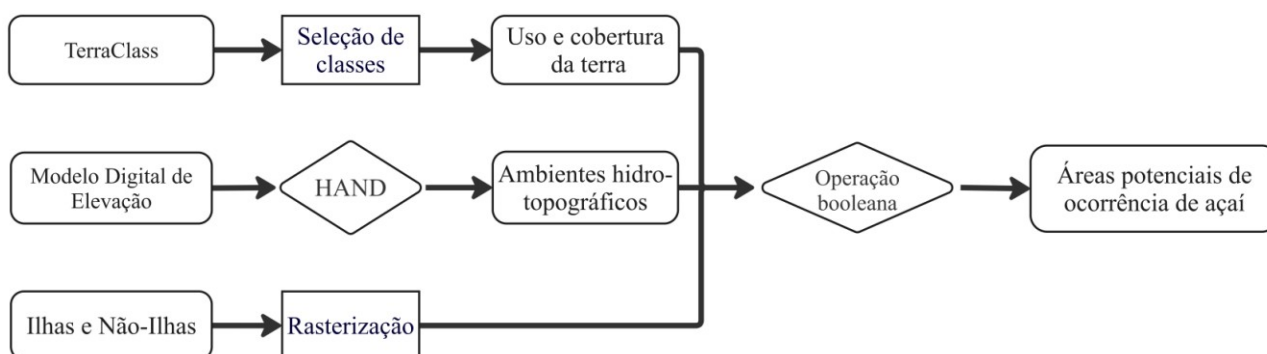 TerraClass
Seleção de
classes
Uso e cobertura
da terra
Modelo Digital de
Elevação
HAND
Ambientes hidro-
topográficos
Operação
booleana
Áreas potenciais de
ocorrência de açaí
Ilhas e Não-Ilhas
Rasterização